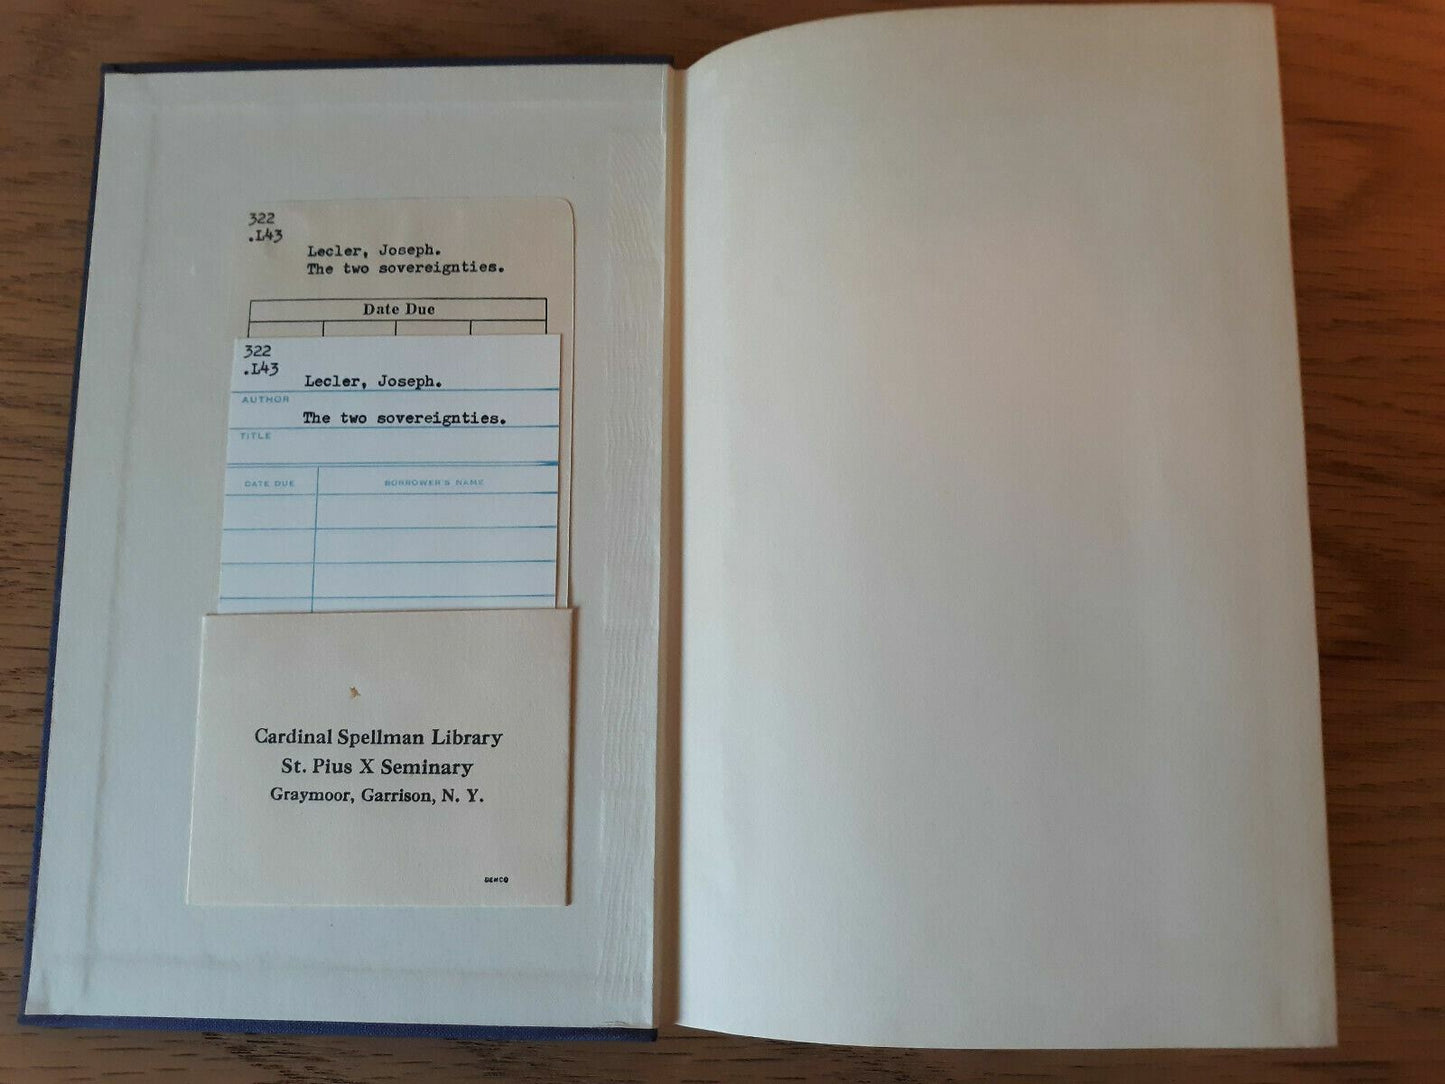 322
.L43
Lecler, Joseph.
The two sovereignties.
Date Due
322
.L43
Lecler, Joseph.
AUTHOR
The two sovereignties.
TITLE
DATE DUE BORROWER'S NAME
Cardinal Spellman Library
St. Pius X Seminary
Graymoor, Garrison, N. Y.
DEMCO